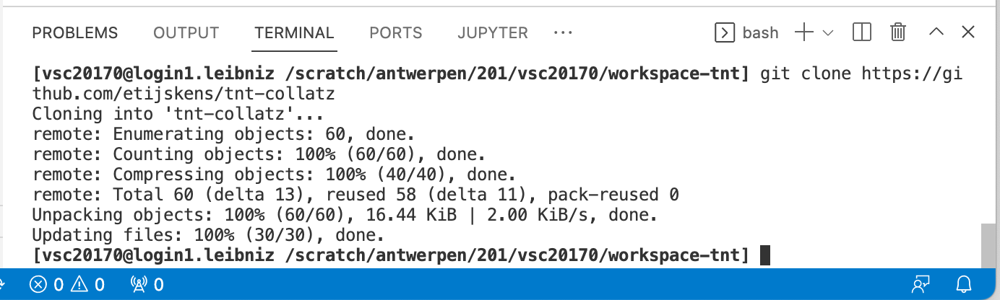 PROBLEMS OUTPUT TERMINAL PORTS JUPYTER ··· bash
[vsc20170@login1.leibniz /scratch/antwerpen/201/vsc20170/workspace-tnt] git clone https://gi
thub.com/etijskens/tnt-collatz
Cloning into 'tnt-collatz'...
remote: Enumerating objects: 60, done.
remote: Counting objects: 100% (60/60), done.
remote: Compressing objects: 100% (40/40), done.
remote: Total 60 (delta 13), reused 58 (delta 11), pack-reused 0
Unpacking objects: 100% (60/60), 16.44 KiB | 2.00 KiB/s, done.
Updating files: 100% (30/30), done.
[vsc20170@login1.leibniz /scratch/antwerpen/201/vsc20170/workspace-tnt]
0 0 0